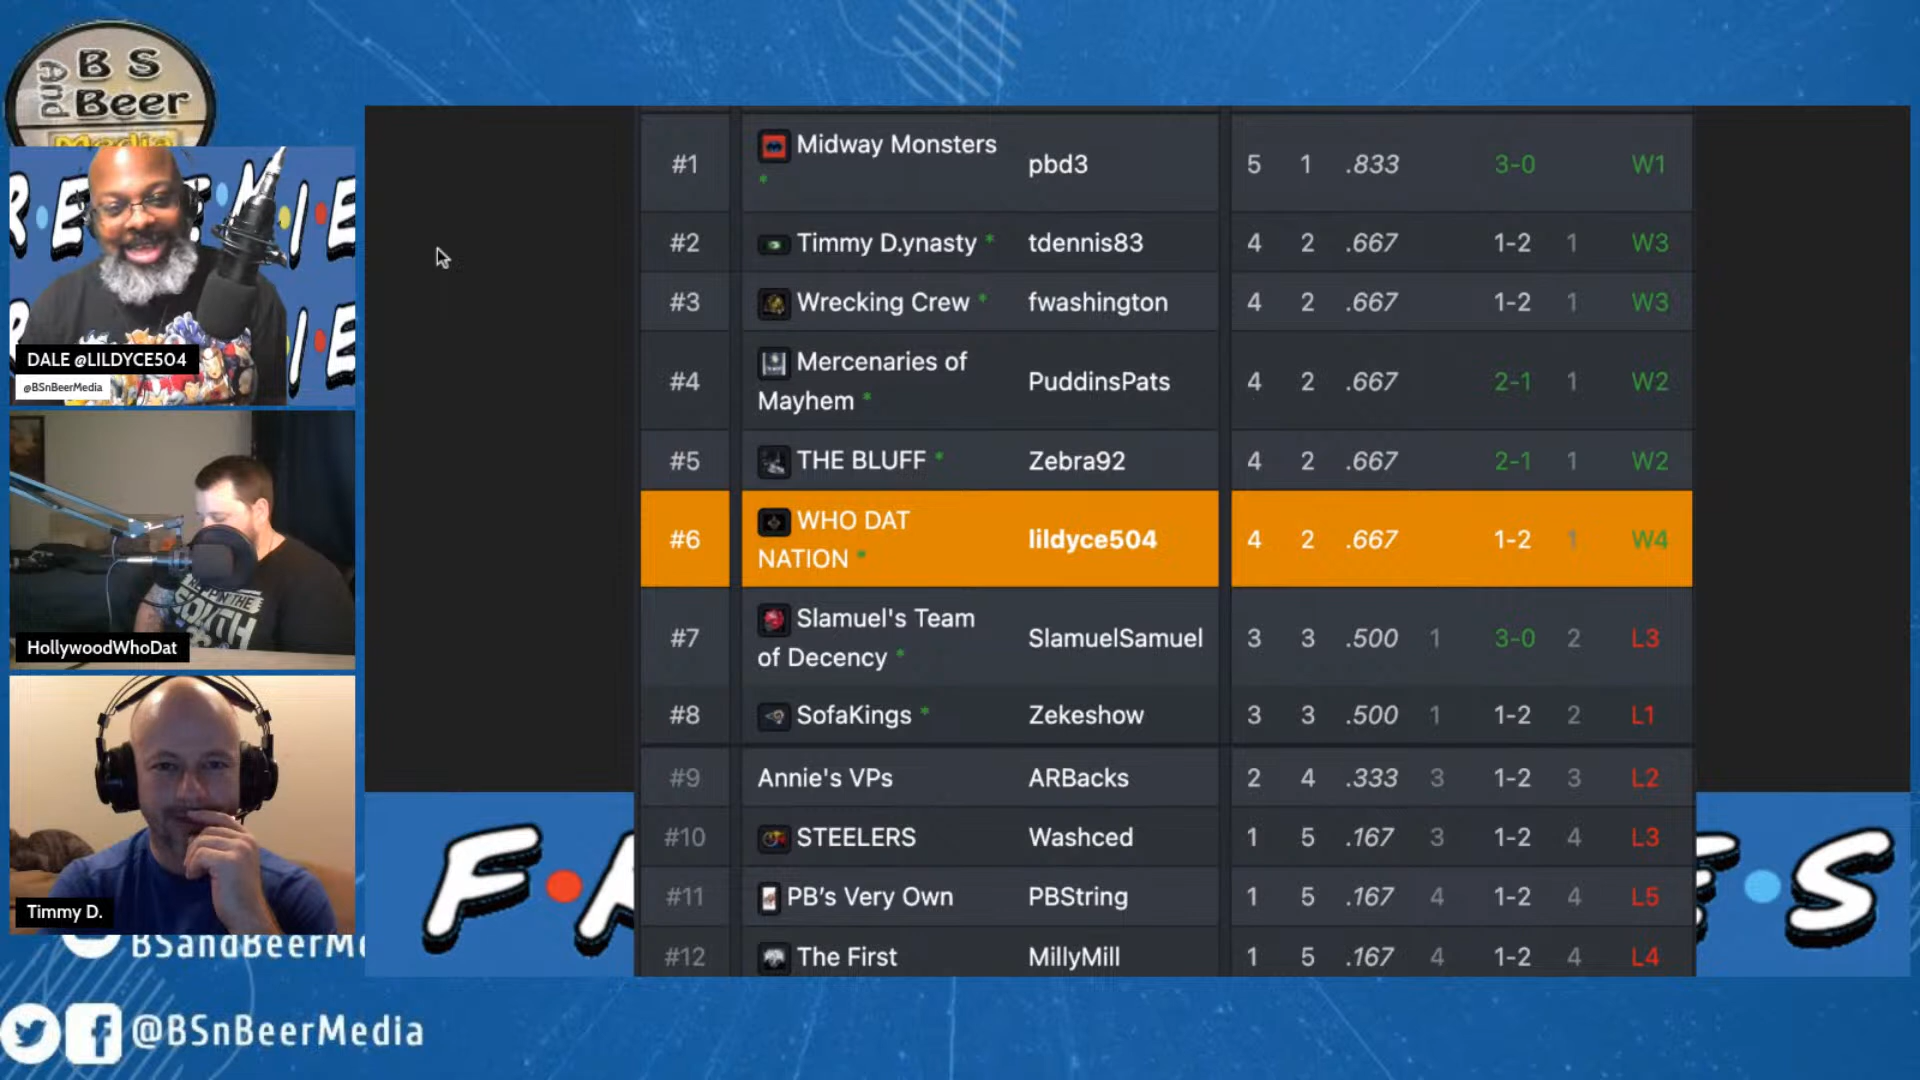 B S
and
Beer
Media
DALE @LILDYCE504
@BSnBeerMedia
HollywoodWhoDat
Timmy D.
@BSnBeerMedia
#1 Midway Monsters * pbd3 5 1 .833 3-0 W1
#2 Timmy D.ynasty * tdennis83 4 2 .667 1-2 1 W3
#3 Wrecking Crew * fwashington 4 2 .667 1-2 1 W3
#4 Mercenaries of
Mayhem * PuddinsPats 4 2 .667 2-1 1 W2
#5 THE BLUFF * Zebra92 4 2 .667 2-1 1 W2
#6 WHO DAT
NATION * lildyce504 4 2 .667 1-2 1 W4
#7 Slamuel's Team
of Decency * SlamuelSamuel 3 3 .500 1 3-0 2 L3
#8 SofaKings * Zekeshow 3 3 .500 1 1-2 2 L1
#9 Annie's VPs ARBacks 2 4 .333 3 1-2 3 L2
#10 STEELERS Washced 1 5 .167 3 1-2 4 L3
#11 PB's Very Own PBString 1 5 .167 4 1-2 4 L5
#12 The First MillyMill 1 5 .167 4 1-2 4 L4